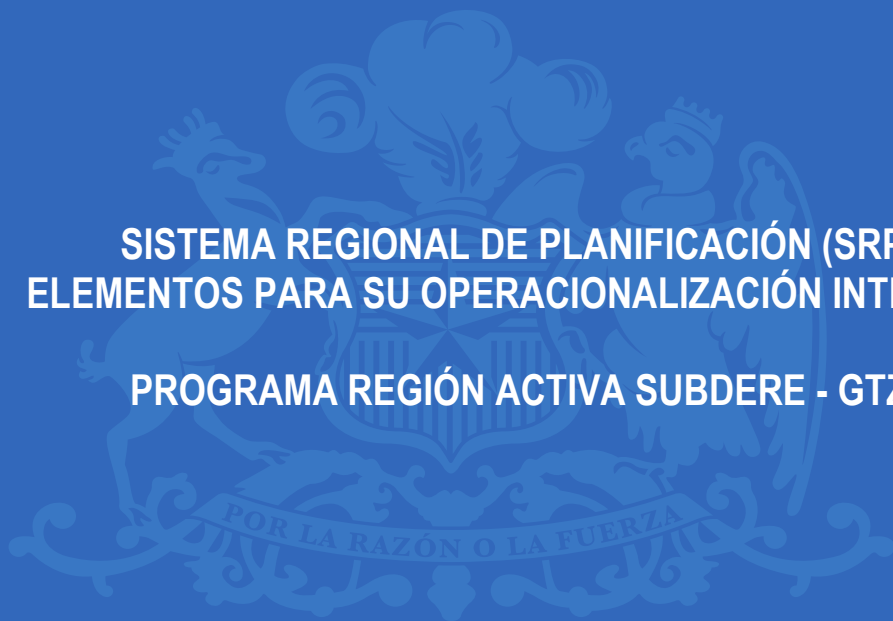 SISTEMA REGIONAL DE PLANIFICACIÓN (SRP
ELEMENTOS PARA SU OPERACIONALIZACIÓN INT
PROGRAMA REGIÓN ACTIVA SUBDERE - GTZ
POR LA RAZÓN O LA FUERZA